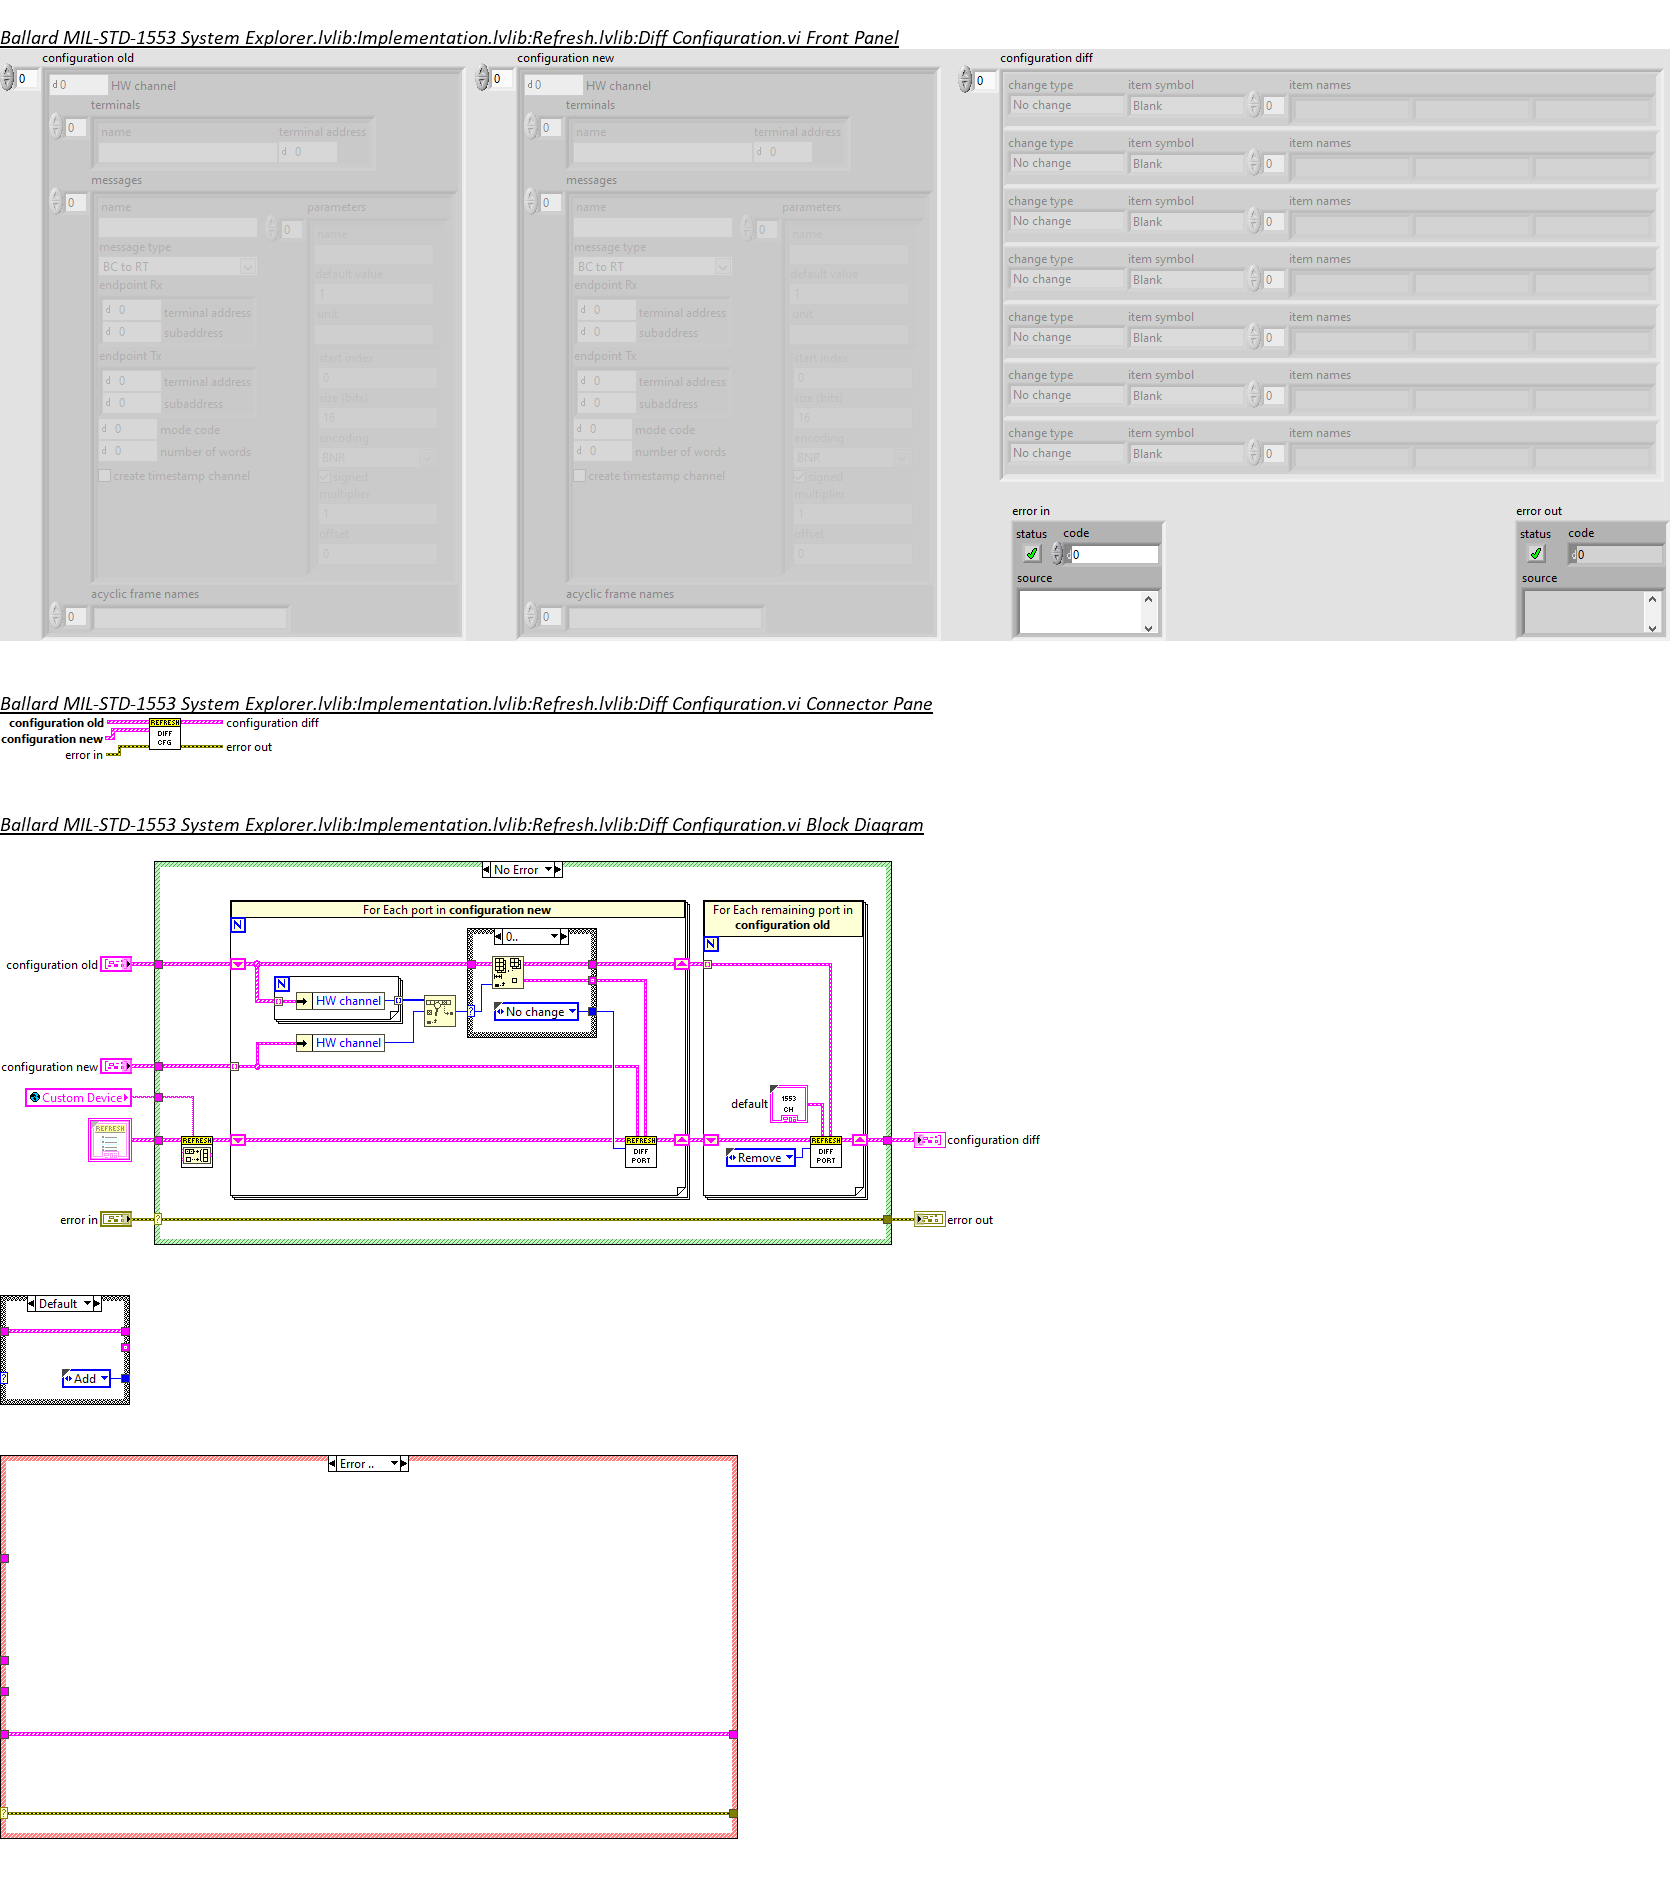 Ballard MIL-STD-1553 System Explorer.lvlib:Implementation.lvlib:Refresh.lvlib:Diff Configuration.vi Front Panel
configuration old
0
d 0 HW channel
terminals
0
name terminal address
d 0
messages
0
name parameters
0
name
message type
BC to RT
default value
1
endpoint Rx
d 0 terminal address
unit
d 0 subaddress
endpoint Tx
start index
0
d 0 terminal address
d 0 subaddress
size (bits)
16
d 0 mode code
encoding
BNR
d 0 number of words
create timestamp channel
signed
multiplier
1
offset
0
acyclic frame names
0
configuration new
0
d 0 HW channel
terminals
0
name terminal address
d 0
messages
0
name parameters
0
name
message type
BC to RT
default value
1
endpoint Rx
d 0 terminal address
unit
d 0 subaddress
endpoint Tx
start index
0
d 0 terminal address
d 0 subaddress
size (bits)
16
d 0 mode code
encoding
BNR
d 0 number of words
create timestamp channel
signed
multiplier
1
offset
0
acyclic frame names
0
configuration diff
0
change type item symbol item names
No change Blank 0
change type item symbol item names
No change Blank 0
change type item symbol item names
No change Blank 0
change type item symbol item names
No change Blank 0
change type item symbol item names
No change Blank 0
change type item symbol item names
No change Blank 0
change type item symbol item names
No change Blank 0
error in
status code
d 0
source
error out
status code
d 0
source
Ballard MIL-STD-1553 System Explorer.lvlib:Implementation.lvlib:Refresh.lvlib:Diff Configuration.vi Connector Pane
configuration old
configuration new
error in
REFRESH
DIFF
CFG
configuration diff
error out
Ballard MIL-STD-1553 System Explorer.lvlib:Implementation.lvlib:Refresh.lvlib:Diff Configuration.vi Block Diagram
No Error
For Each port in configuration new
N
For Each remaining port in
configuration old
N
0..
configuration old
N
HW channel
No change
HW channel
configuration new
Custom Device
REFRESH
REFRESH
default
1553
CH
REFRESH
DIFF
PORT
Remove
REFRESH
DIFF
PORT
configuration diff
error in
?
error out
Default
Add
?
Error ..
?